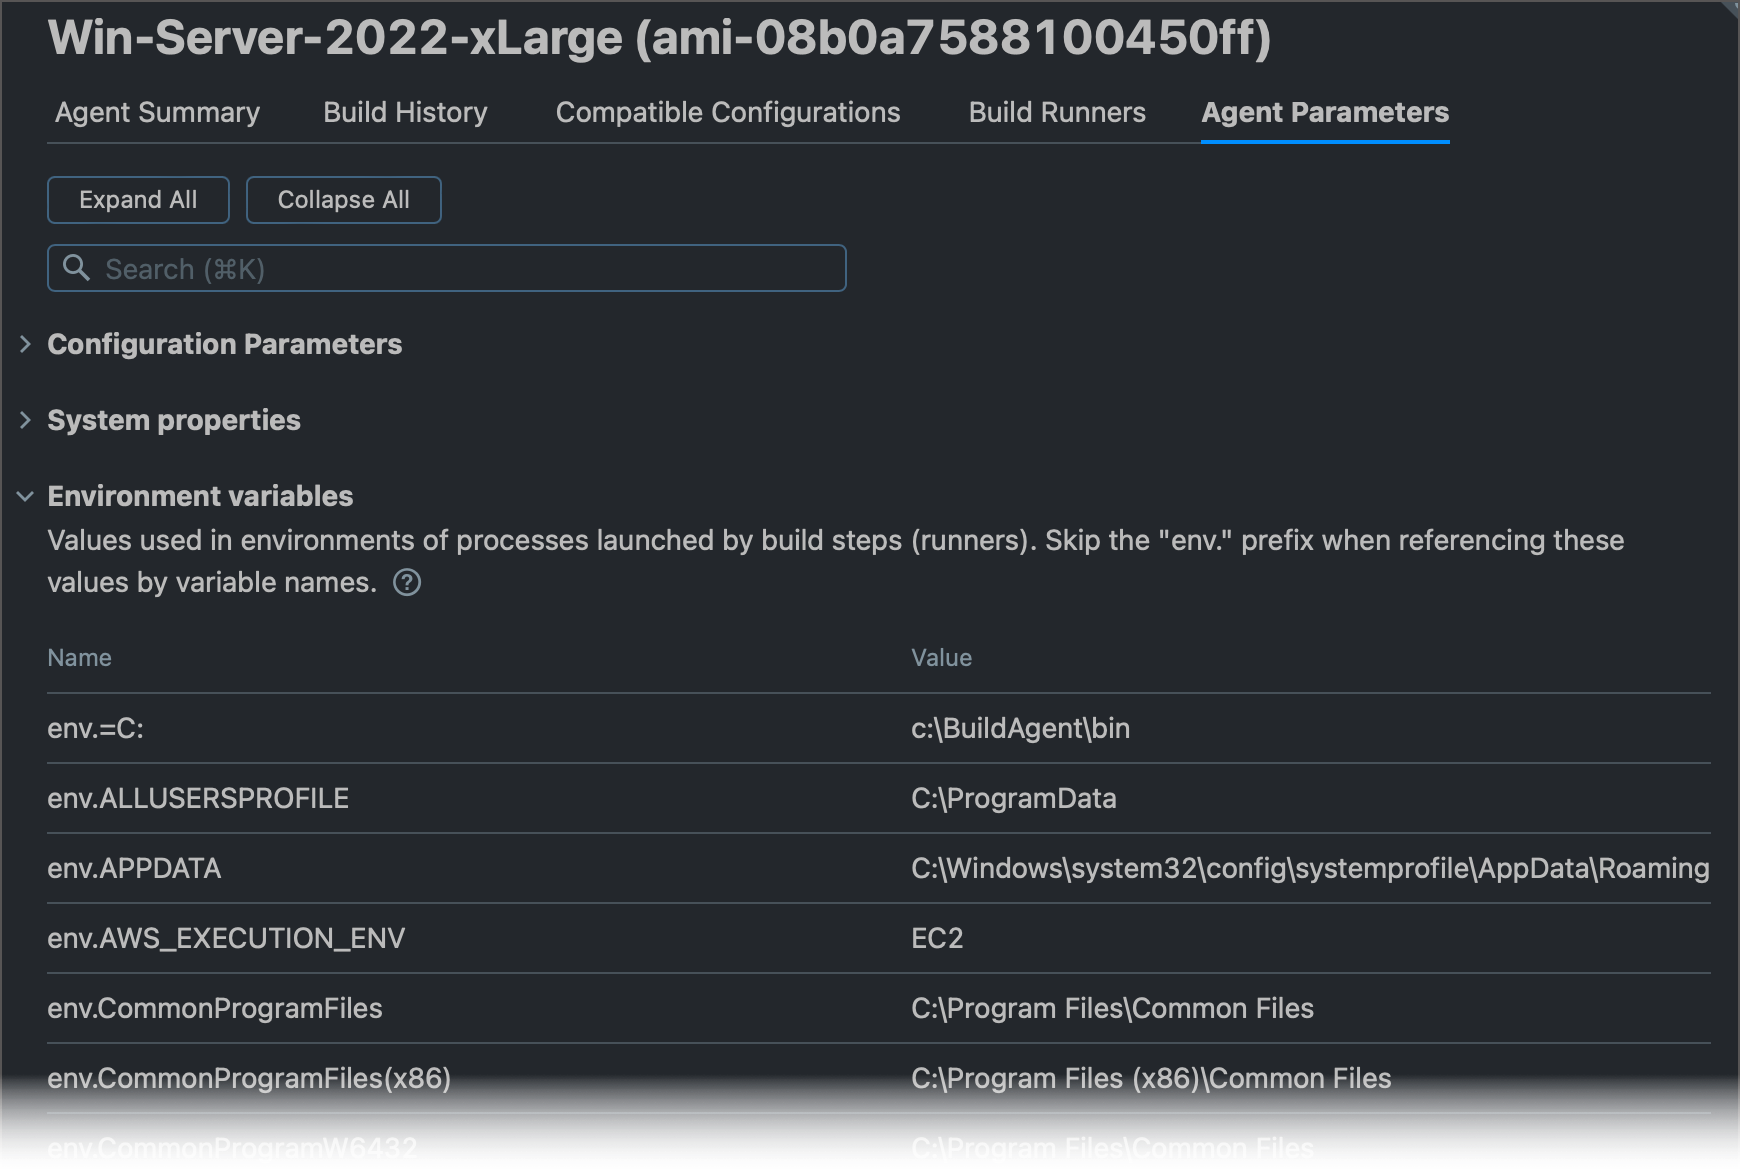 Win-Server-2022-xLarge (ami-08b0a7588100450ff)
Agent Summary Build History Compatible Configurations Build Runners Agent Parameters
Expand All Collapse All
Search (⌘K)
Configuration Parameters
System properties
Environment variables
Values used in environments of processes launched by build steps (runners). Skip the "env." prefix when referencing these
values by variable names. ?
Name Value
env.=C: c:\BuildAgent\bin
env.ALLUSERSPROFILE C:\ProgramData
env.APPDATA C:\Windows\system32\config\systemprofile\AppData\Roaming
env.AWS_EXECUTION_ENV EC2
env.CommonProgramFiles C:\Program Files\Common Files
env.CommonProgramFiles(x86) C:\Program Files (x86)\Common Files
env.CommonProgramW6432 C:\Program Files\Common Files